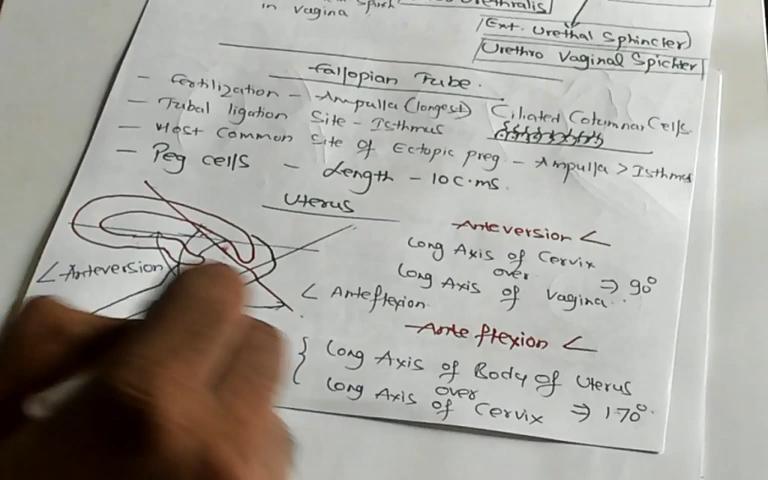 in vagina
Urethralis
Ext. Urethal Sphincter)
Urethro Vaginal Spichter
Fallopian Tube.
- Fertilization - Ampulla (longest) Ciliated Columnar Cells
- Tubal ligation Site - Isthmus
- Most Common Site of Ectopic preg - Ampulla > Isthmus
- Peg cells - Length - 10 C.ms.
Uterus
Anteversion ∠
Long Axis of Cervix
over ⇒ 90°
Long Axis of Vagina..
∠ Anteversion
∠ Anteflexion.
Anteflexion ∠
{ Long Axis of Body of Uterus
over
Long Axis of Cervix ⇒ 170°.